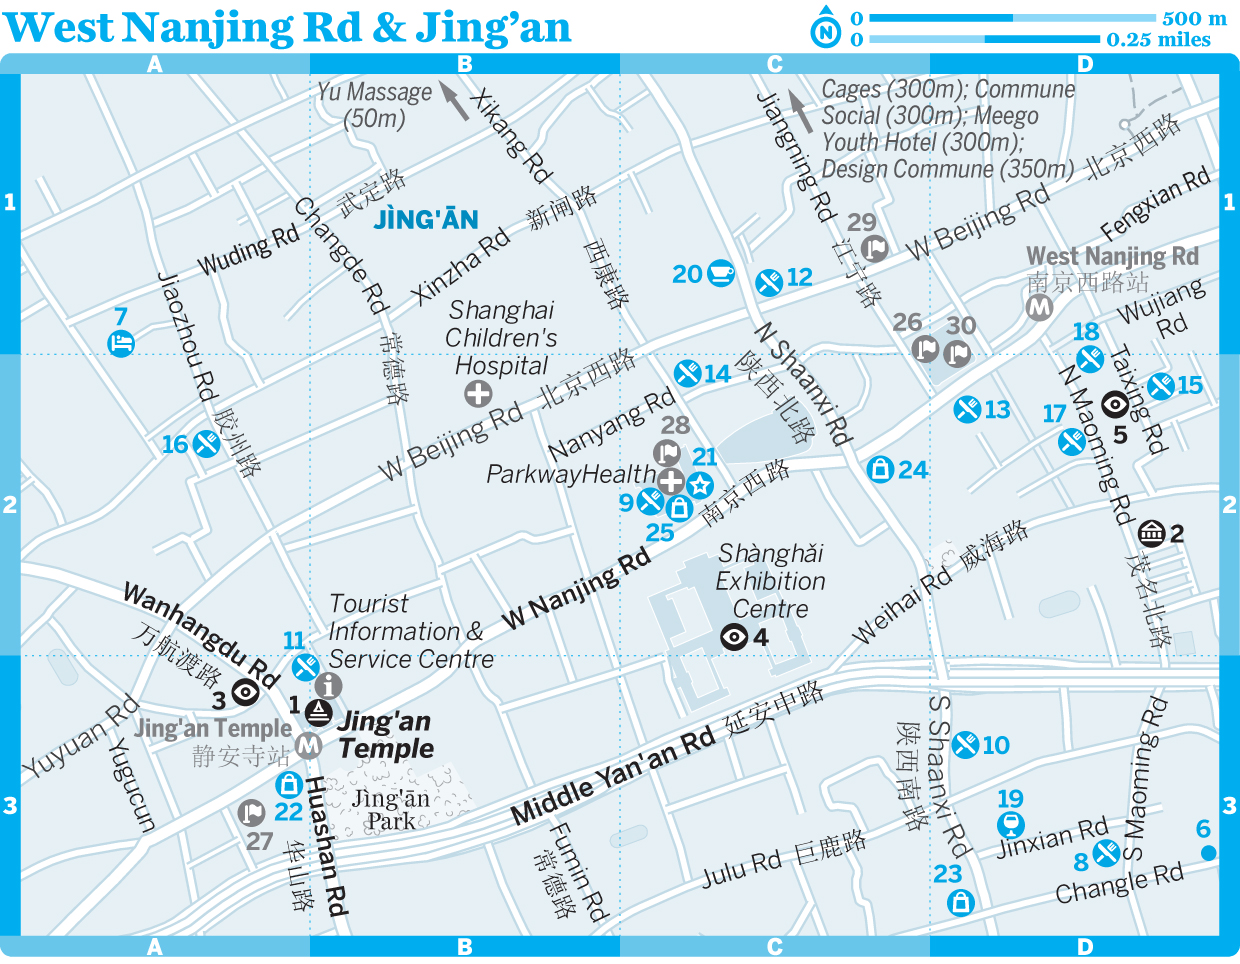 West Nanjing Rd & Jing’an
N
0 500 m
0 0.25 miles
A
B
C
D
1
1
Yu Massage
(50m)
Xikang Rd
Jiangning Rd
Cages (300m); Commune
Social (300m); Meego
Youth Hotel (300m);
Design Commune (350m)
北京西路
武定路
JÌNG'ĀN
新闸路
Fengxian Rd
Changde Rd
Wuding Rd
Xinzha Rd
西康路
江宁路
29
W Beijing Rd
West Nanjing Rd
南京西路站
M
20
12
Jiaozhou Rd
7
Shanghai
Children's
Hospital
常德路
26
30
Wujiang
Rd
18
N Shaanxi Rd
陕西北路
北京西路
14
Taixing Rd
15
N Maoming Rd
5
17
13
胶州路
16
W Beijing Rd
Nanyang Rd
28
ParkwayHealth
21
9
25
南京西路
24
2
2
2
茂名北路
威海路
Weihai Rd
W Nanjing Rd
Shànghǎi
Exhibition
Centre
4
Wanhangdu Rd
万航渡路
Tourist
Information &
Service Centre
11
i
3
1
Jing'an
Temple
Jing'an Temple
静安寺站
M
Yuyuan Rd
Yugucun
22
27
Huashan Rd
华山路
Jìng'ān
Park
Middle Yan'an Rd
延安中路
S Shaanxi Rd
陕西南路
10
S Maoming Rd
3
3
19
Jinxian Rd
8
6
Changle Rd
23
Julu Rd
巨鹿路
Fumin Rd
常德路
A
B
C
D